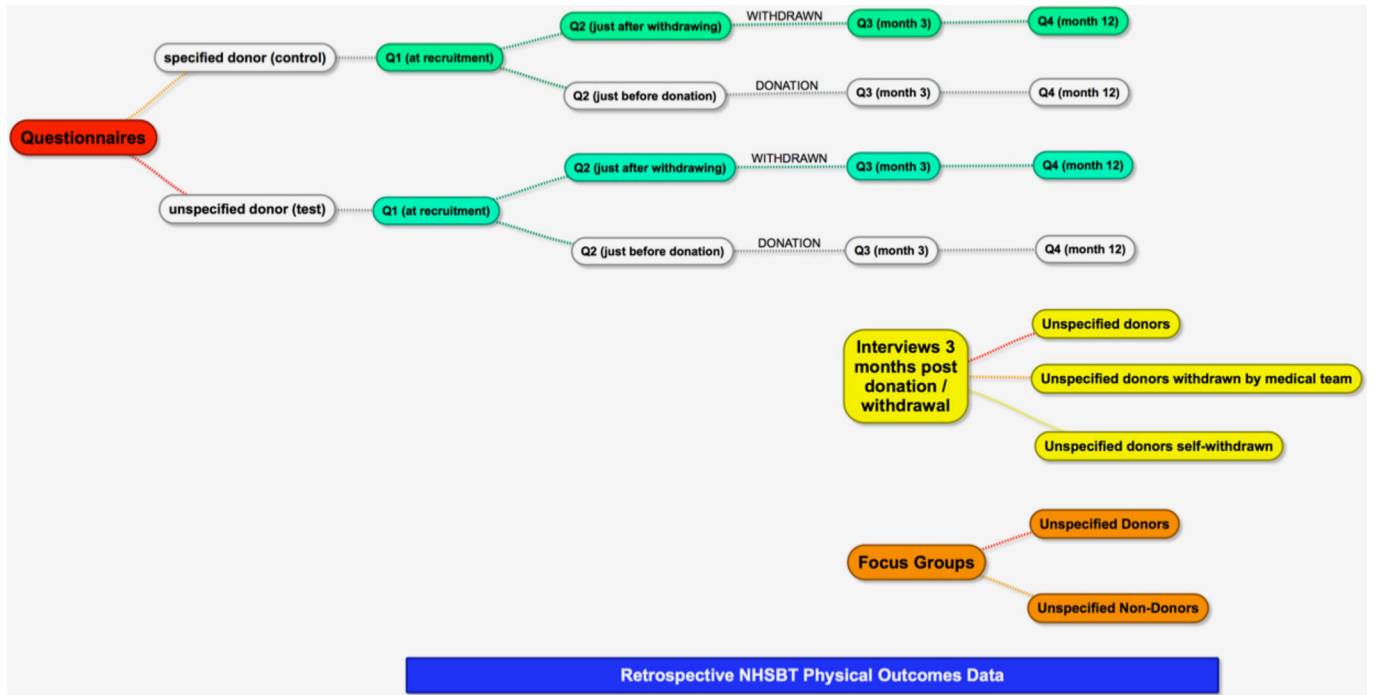 Questionnaires
specified donor (control)
Q1 (at recruitment)
Q2 (just after withdrawing)
WITHDRAWN
Q3 (month 3)
Q4 (month 12)
Q2 (just before donation)
DONATION
Q3 (month 3)
Q4 (month 12)
unspecified donor (test)
Q1 (at recruitment)
Q2 (just after withdrawing)
WITHDRAWN
Q3 (month 3)
Q4 (month 12)
Q2 (just before donation)
DONATION
Q3 (month 3)
Q4 (month 12)
Interviews 3
months post
donation /
withdrawal
Unspecified donors
Unspecified donors withdrawn by medical team
Unspecified donors self-withdrawn
Focus Groups
Unspecified Donors
Unspecified Non-Donors
Retrospective NHSBT Physical Outcomes Data